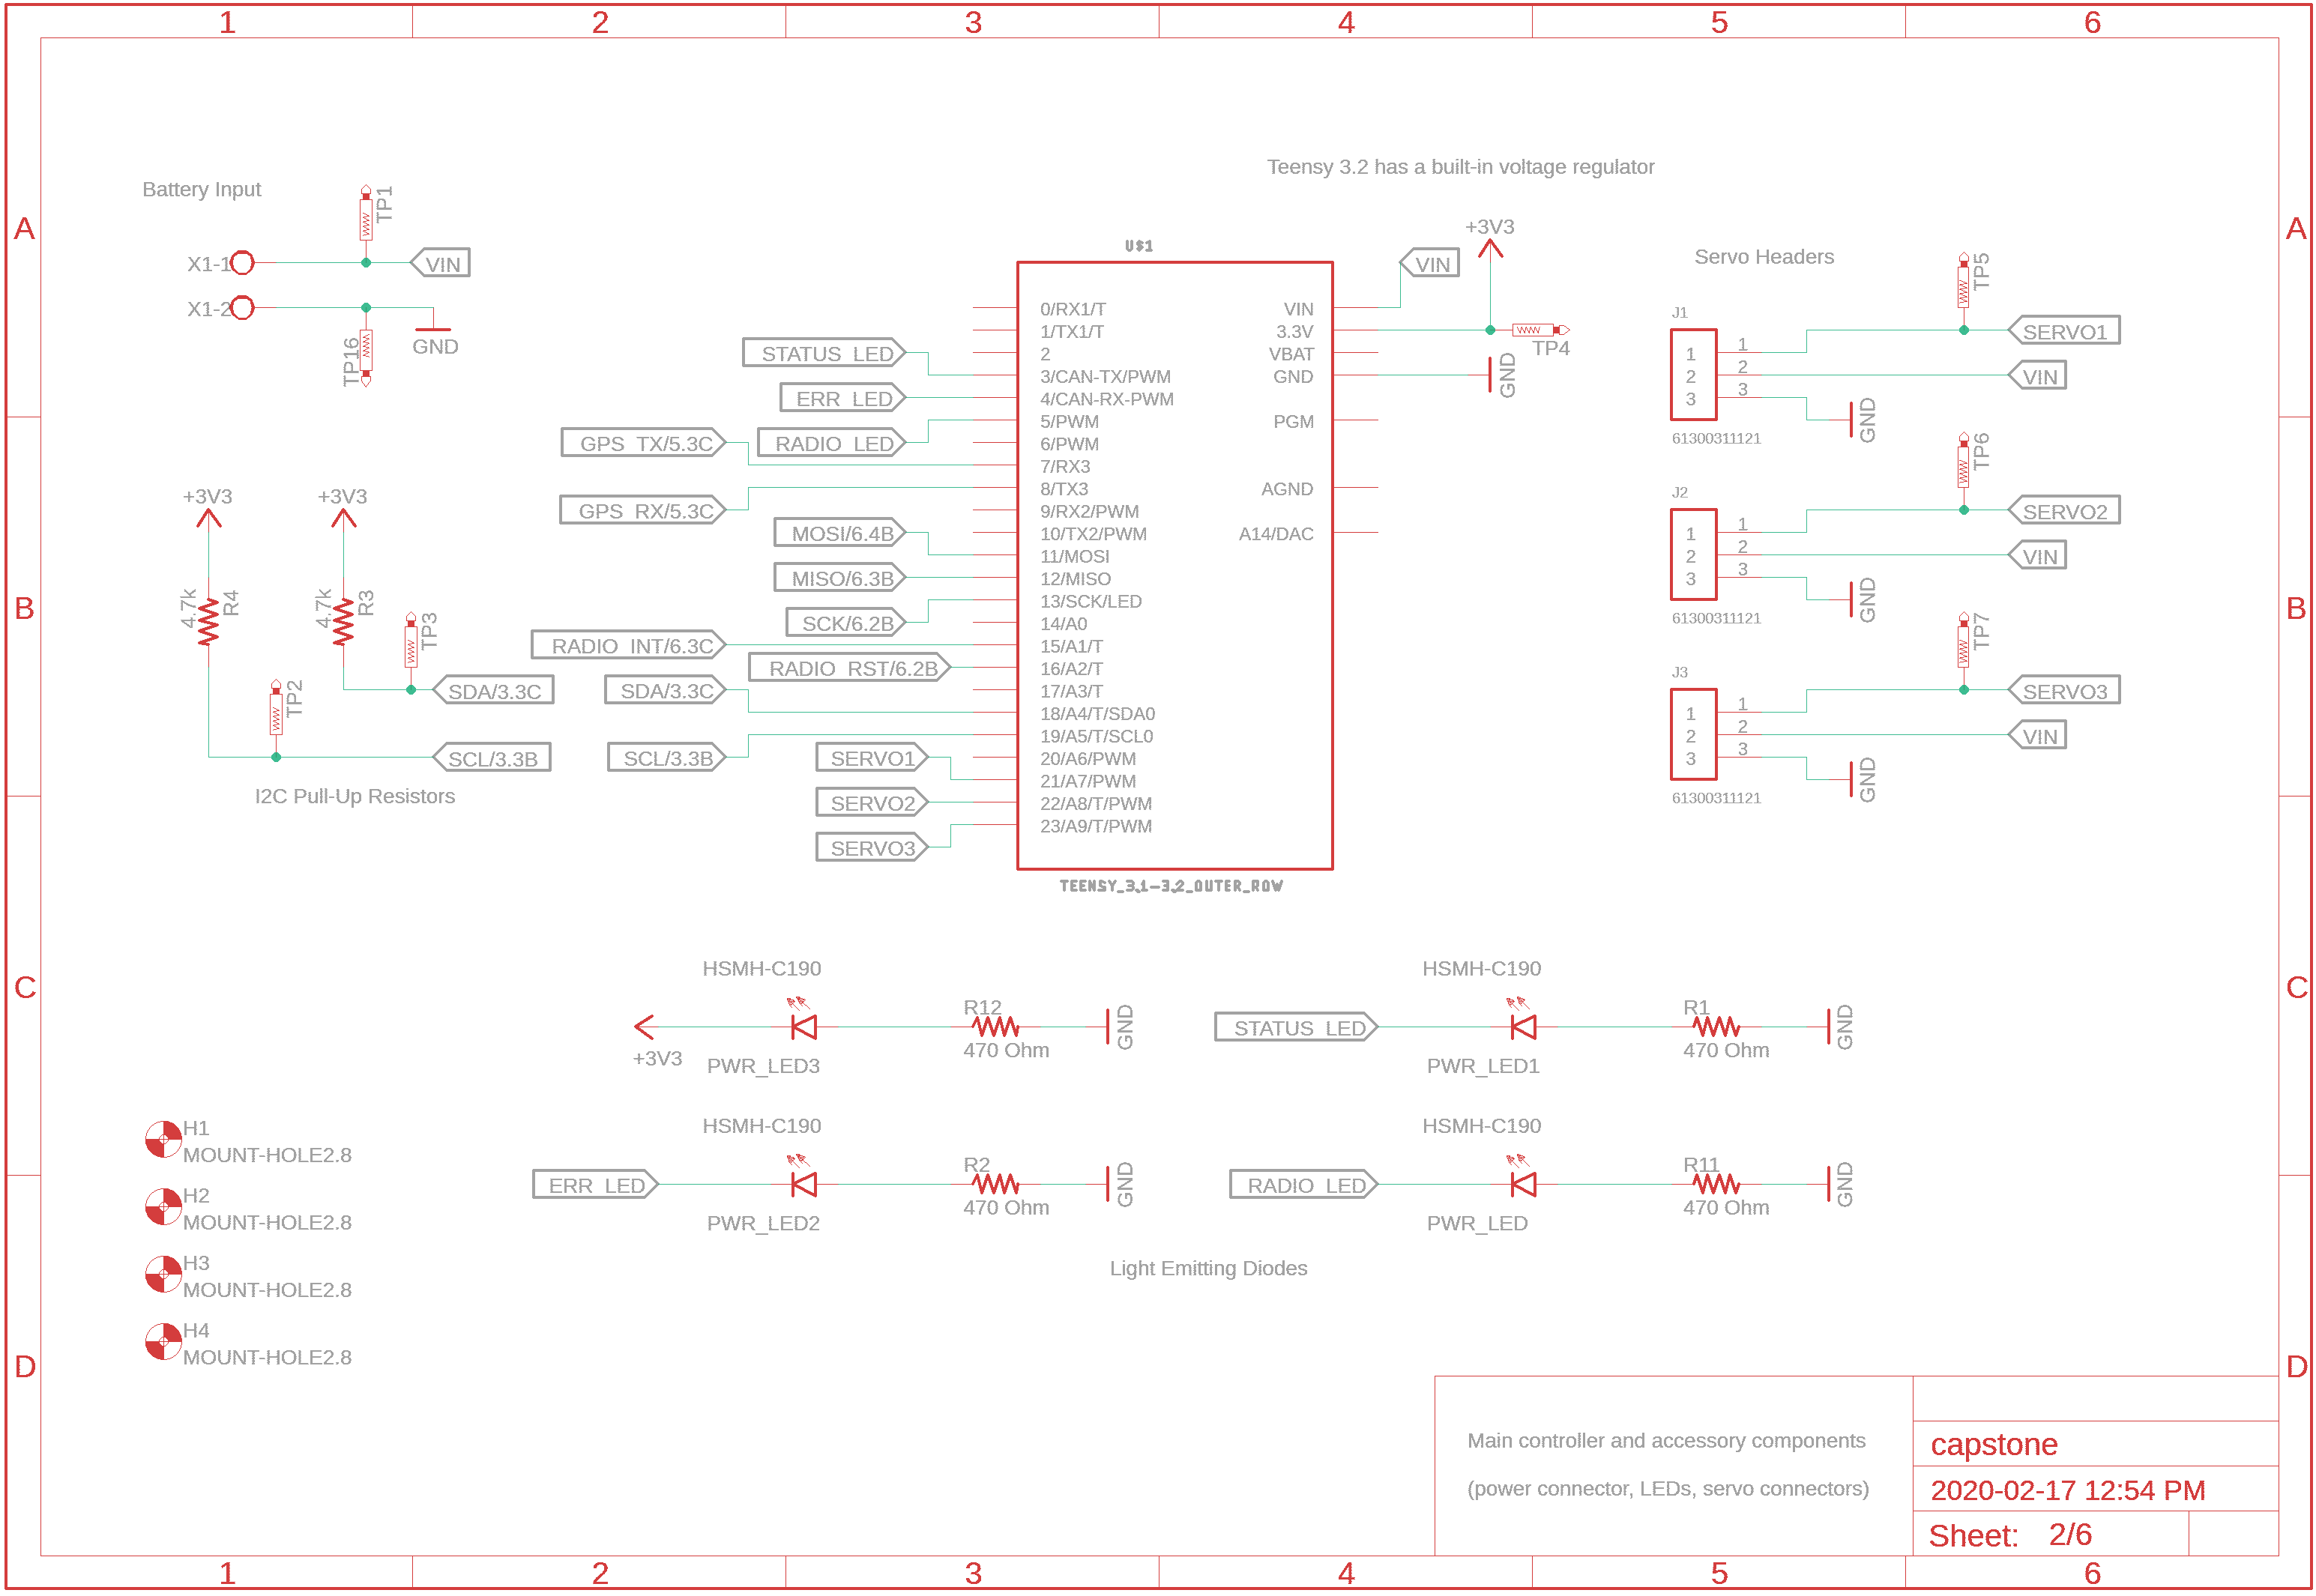 1 2 3 4 5 6
A
A
B
B
C
C
D
D
Battery Input
TP1
X1-1
VIN
X1-2
TP16
GND
Teensy 3.2 has a built-in voltage regulator
U$1
VIN
+3V3
TP4
GND
0/RX1/T
1/TX1/T
2
3/CAN-TX/PWM
4/CAN-RX-PWM
5/PWM
6/PWM
7/RX3
8/TX3
9/RX2/PWM
10/TX2/PWM
11/MOSI
12/MISO
13/SCK/LED
14/A0
15/A1/T
16/A2/T
17/A3/T
18/A4/T/SDA0
19/A5/T/SCL0
20/A6/PWM
21/A7/PWM
22/A8/T/PWM
23/A9/T/PWM
VIN
3.3V
VBAT
GND
PGM
AGND
A14/DAC
TEENSY_3.1-3.2_OUTER_ROW
STATUS_LED
ERR_LED
RADIO_LED
GPS_TX/5.3C
GPS_RX/5.3C
MOSI/6.4B
MISO/6.3B
SCK/6.2B
RADIO_INT/6.3C
RADIO_RST/6.2B
SDA/3.3C
SCL/3.3B
SERVO1
SERVO2
SERVO3
Servo Headers
J1
1 1
2 2
3 3
61300311121
TP5
SERVO1
VIN
GND
J2
1 1
2 2
3 3
61300311121
TP6
SERVO2
VIN
GND
J3
1 1
2 2
3 3
61300311121
TP7
SERVO3
VIN
GND
+3V3
+3V3
4.7k
R4
4.7k
R3
TP3
TP2
SDA/3.3C
SCL/3.3B
I2C Pull-Up Resistors
HSMH-C190
+3V3
PWR_LED3
R12
470 Ohm
GND
HSMH-C190
STATUS_LED
PWR_LED1
R1
470 Ohm
GND
HSMH-C190
ERR_LED
PWR_LED2
R2
470 Ohm
GND
HSMH-C190
RADIO_LED
PWR_LED
R11
470 Ohm
GND
Light Emitting Diodes
H1
MOUNT-HOLE2.8
H2
MOUNT-HOLE2.8
H3
MOUNT-HOLE2.8
H4
MOUNT-HOLE2.8
Main controller and accessory components
(power connector, LEDs, servo connectors)
capstone
2020-02-17 12:54 PM
Sheet: 2/6
1 2 3 4 5 6